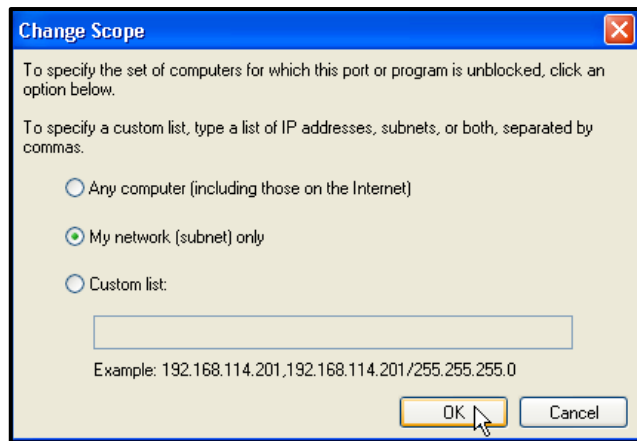 Change Scope
To specify the set of computers for which this port or program is unblocked, click an
option below.
To specify a custom list, type a list of IP addresses, subnets, or both, separated by
commas.
Any computer (including those on the Internet)
My network (subnet) only
Custom list:
Example: 192.168.114.201,192.168.114.201/255.255.255.0
OK Cancel